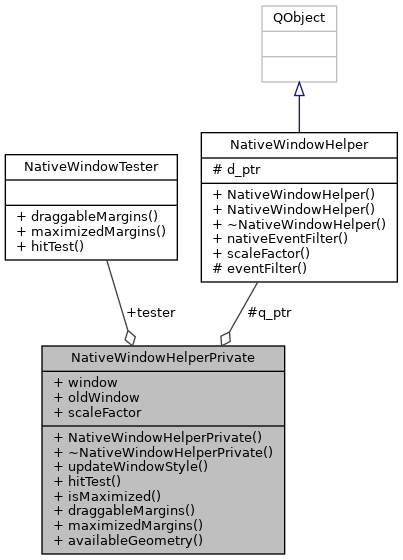 QObject
NativeWindowHelper
# d_ptr
+ NativeWindowHelper()
+ NativeWindowHelper()
+ ~NativeWindowHelper()
+ nativeEventFilter()
+ scaleFactor()
# eventFilter()
NativeWindowTester
+ draggableMargins()
+ maximizedMargins()
+ hitTest()
+tester
#q_ptr
NativeWindowHelperPrivate
+ window
+ oldWindow
+ scaleFactor
+ NativeWindowHelperPrivate()
+ ~NativeWindowHelperPrivate()
+ updateWindowStyle()
+ hitTest()
+ isMaximized()
+ draggableMargins()
+ maximizedMargins()
+ availableGeometry()